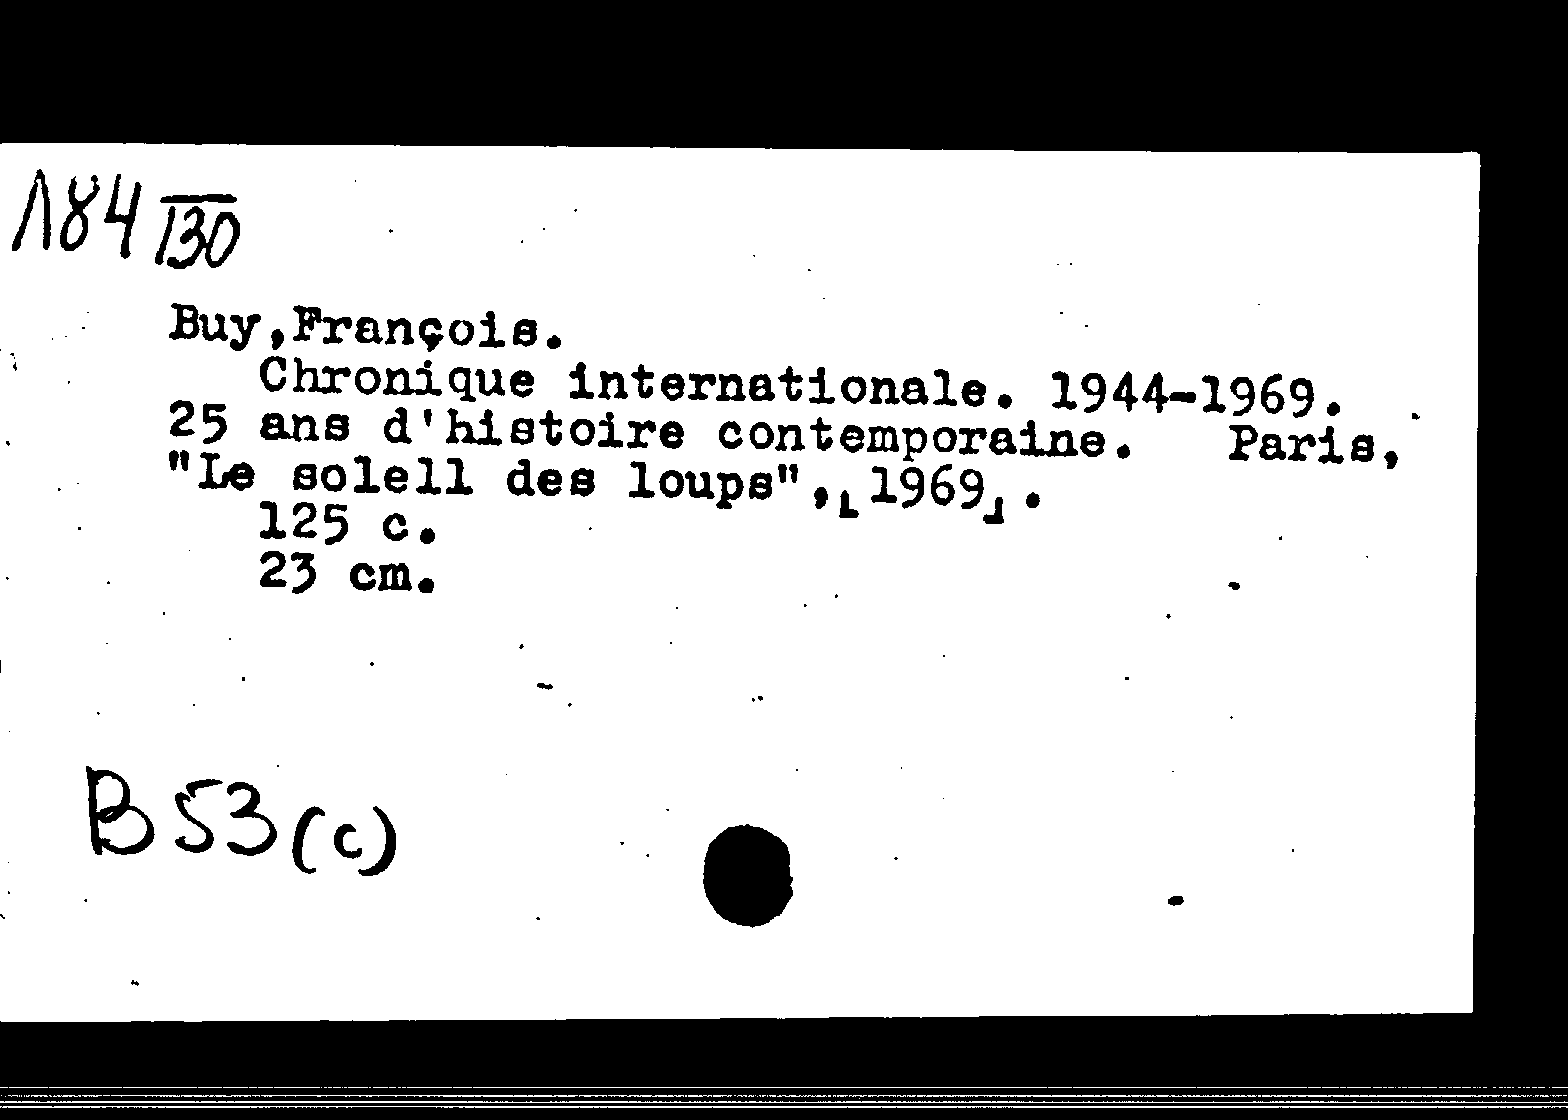 Л84/130
Buy,François.
Chronique internationale. 1944-1969.
25 ans d'histoire contemporaine. Paris,
"Le solell des loups",[1969].
125 c.
23 cm.
B53(c)